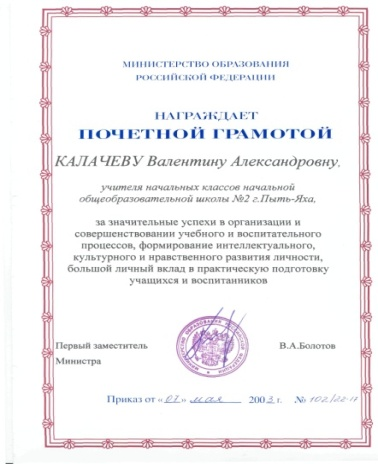 МИНИСТЕРСТВО ОБРАЗОВАНИЯ
РОССИЙСКОЙ ФЕДЕРАЦИИ
НАГРАЖДАЕТ
ПОЧЕТНОЙ ГРАМОТОЙ
КАЛАЧЕВУ Валентину Александровну,
учителя начальных классов начальной
общеобразовательной школы №2 г.Пыть-Яха,
за значительные успехи в организации и
совершенствовании учебного и воспитательного
процессов, формирование интеллектуального,
культурного и нравственного развития личности,
большой личный вклад в практическую подготовку
учащихся и воспитанников
Первый заместитель В.А.Болотов
Министра
Приказ от «07» мая 2003 г. №